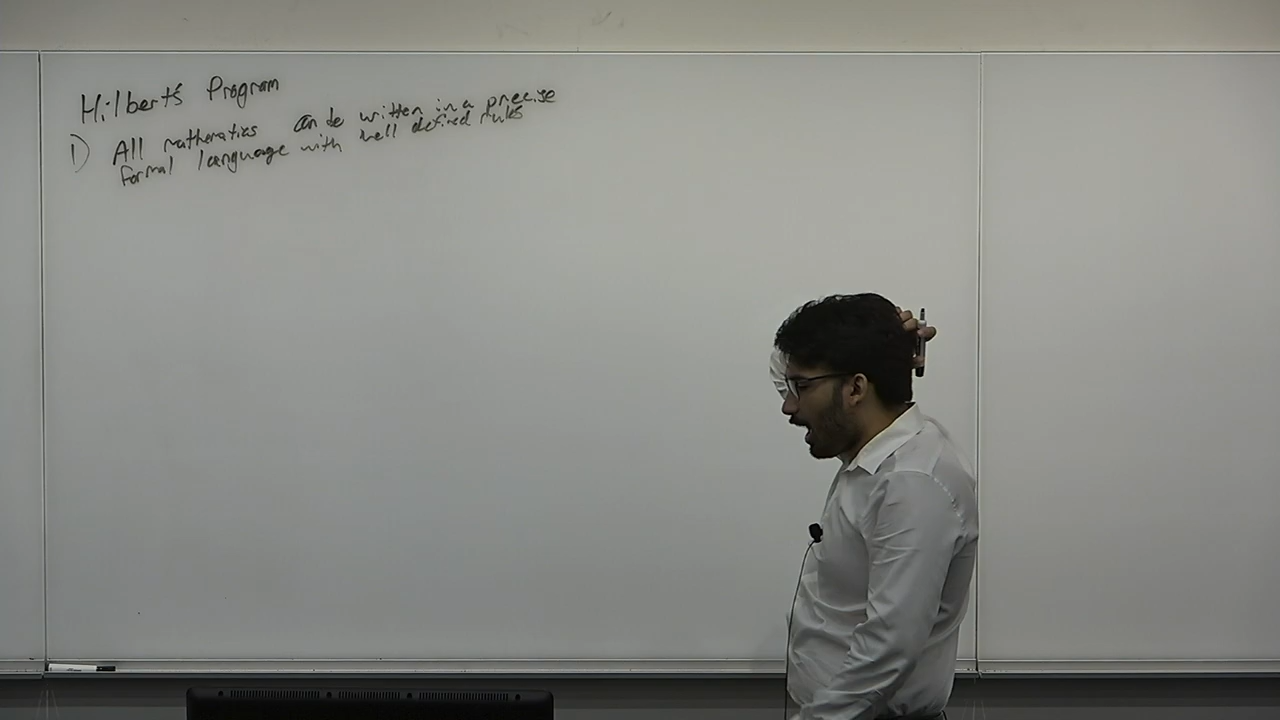 Hilbert's Program
1) All mathematics can be written in a precise
formal language with well defined rules